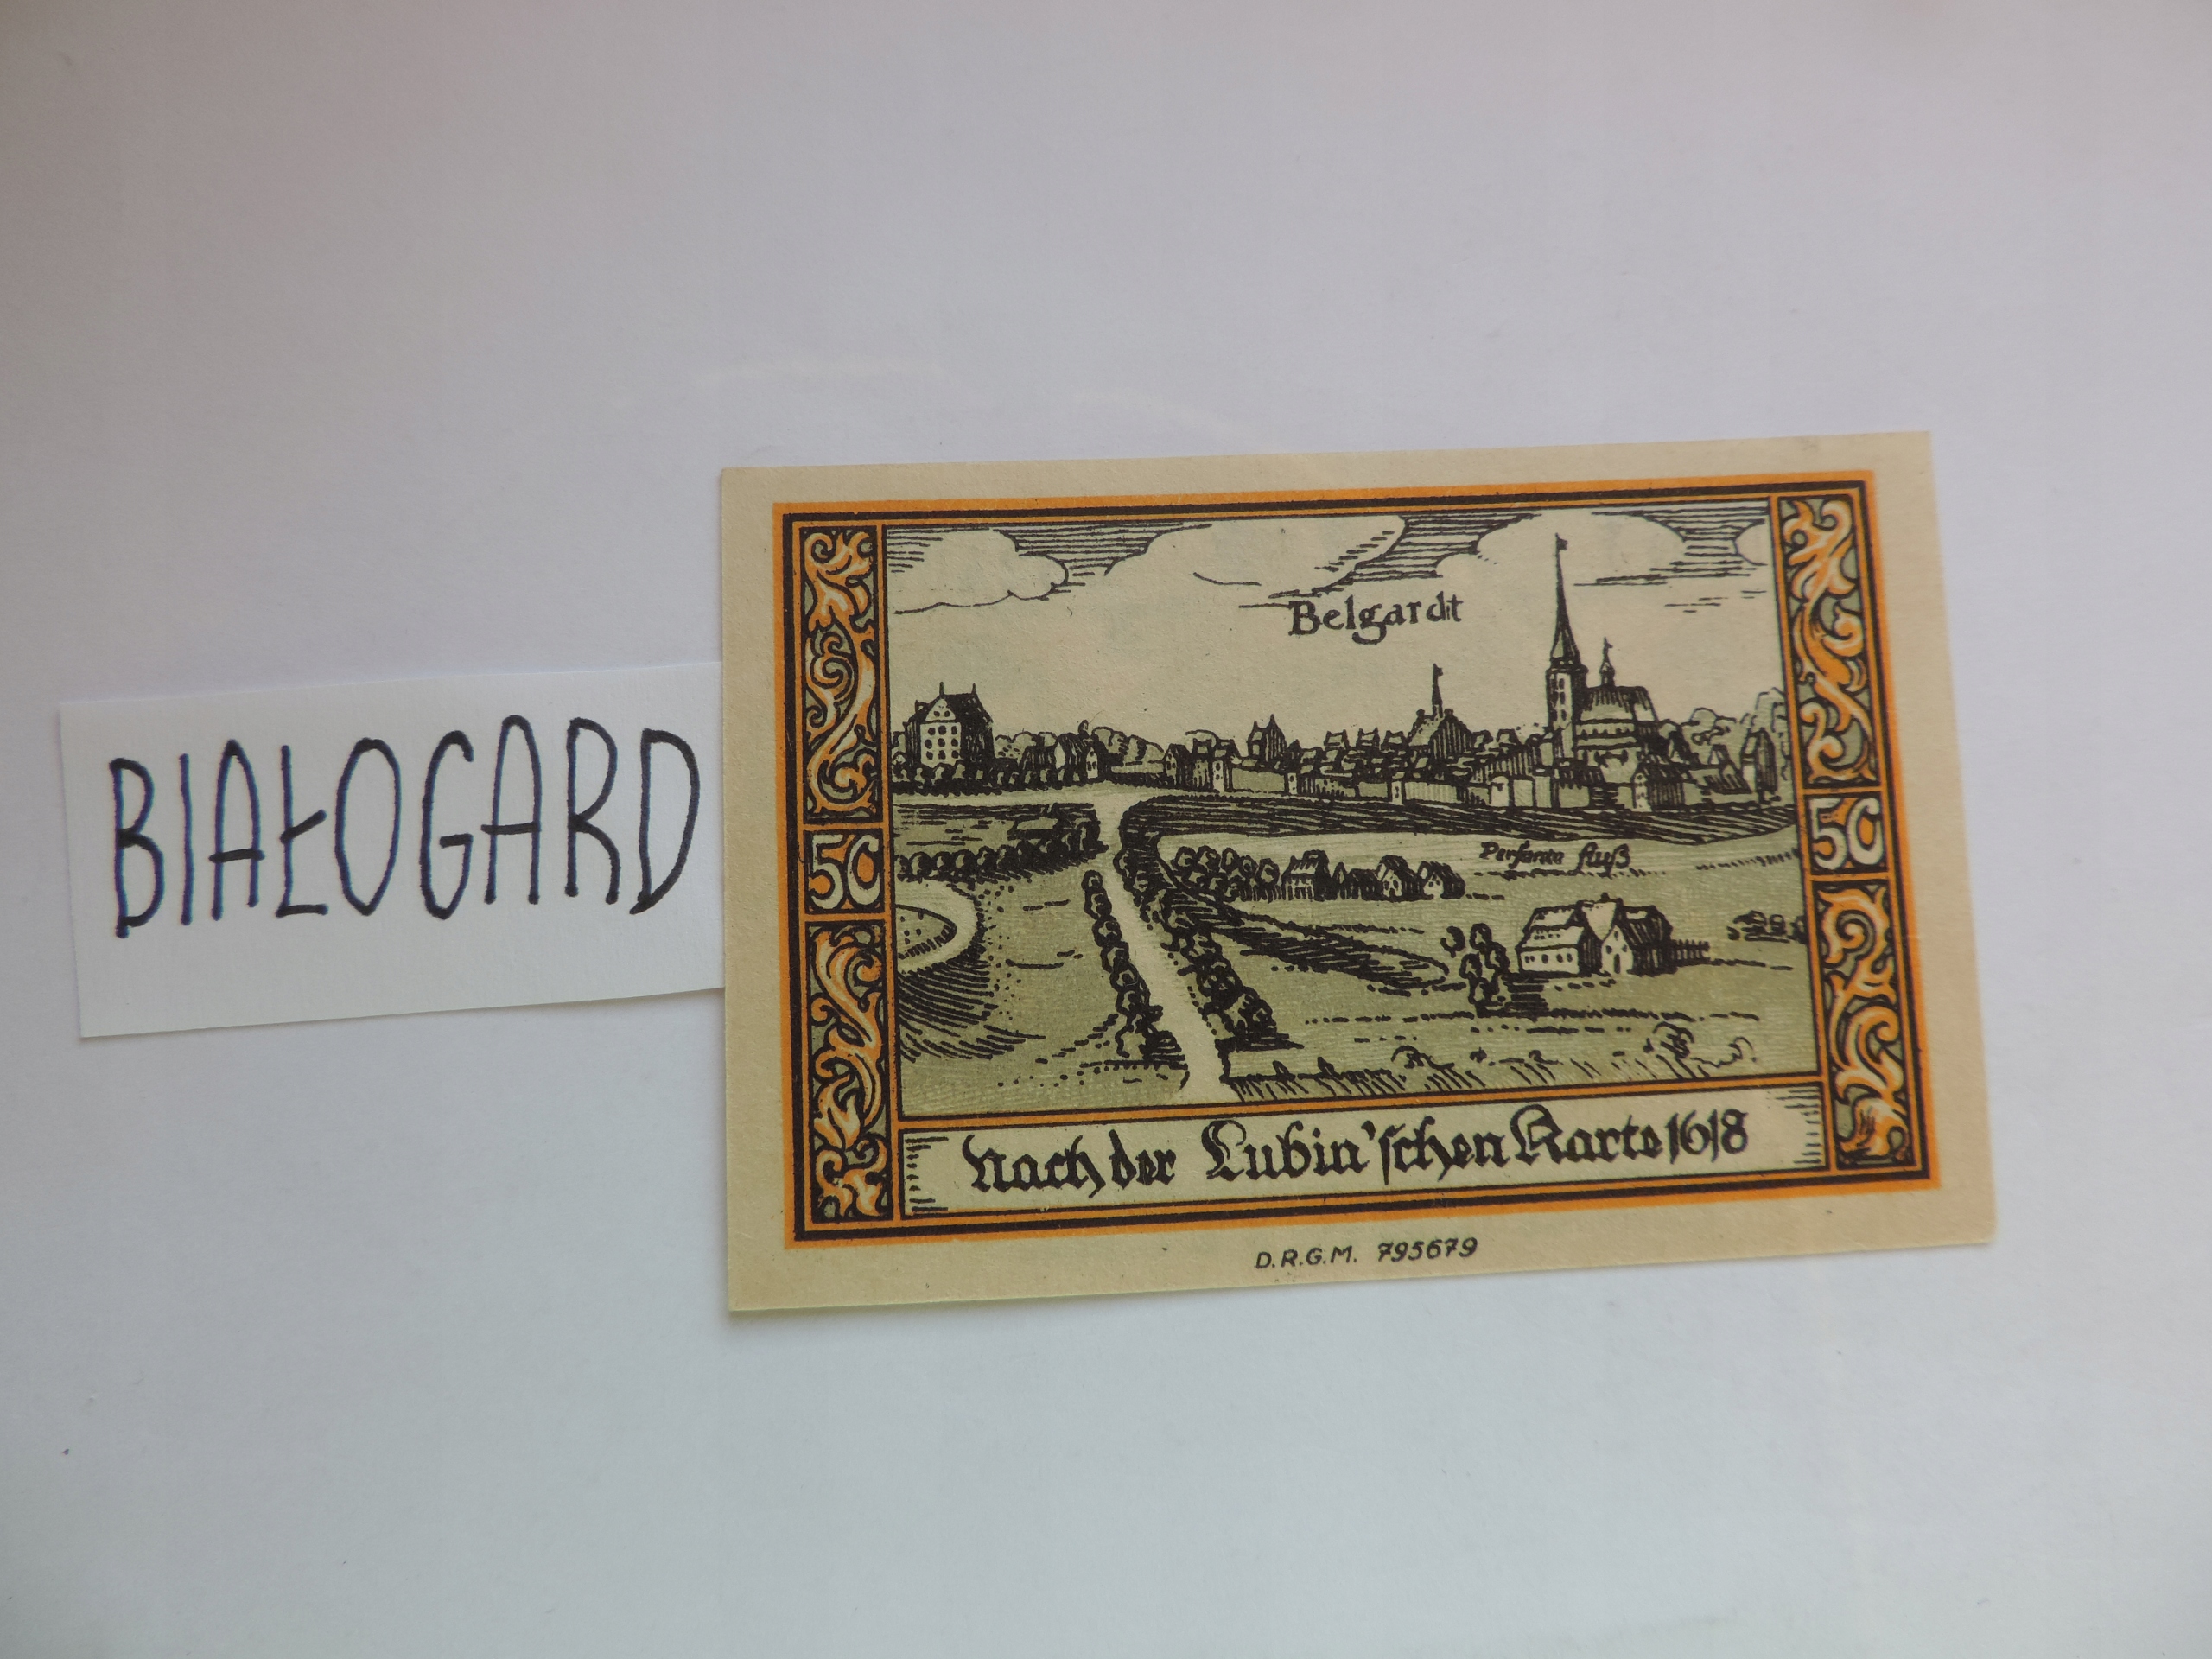 BIAŁOGARD
Belgardt
50
50
Persante fluß
Nach der Lubin'schen Karte 1618
D.R.G.M. 795679